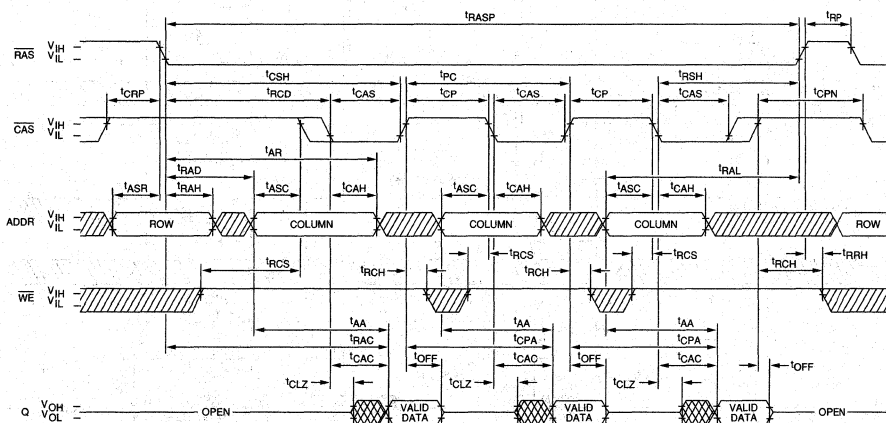 tRASP tRP
RAS VIH VIL
tCSH tPC tRSH
tCRP tRCD tCAS tCP tCAS tCP tCAS tCPN
CAS VIH VIL
tAR
tRAD tRAL
tASR tRAH tASC tCAH tASC tCAH tASC tCAH
ADDR VIH VIL ROW COLUMN COLUMN COLUMN ROW
tRCS tRCH tRCS tRCH tRCS tRCH tRRH
WE VIH VIL
tAA tAA tAA
tRAC tCPA tCPA
tCAC tOFF tCAC tOFF tCAC tOFF
tCLZ tCLZ tCLZ
Q VOH VOL OPEN VALID DATA VALID DATA VALID DATA OPEN